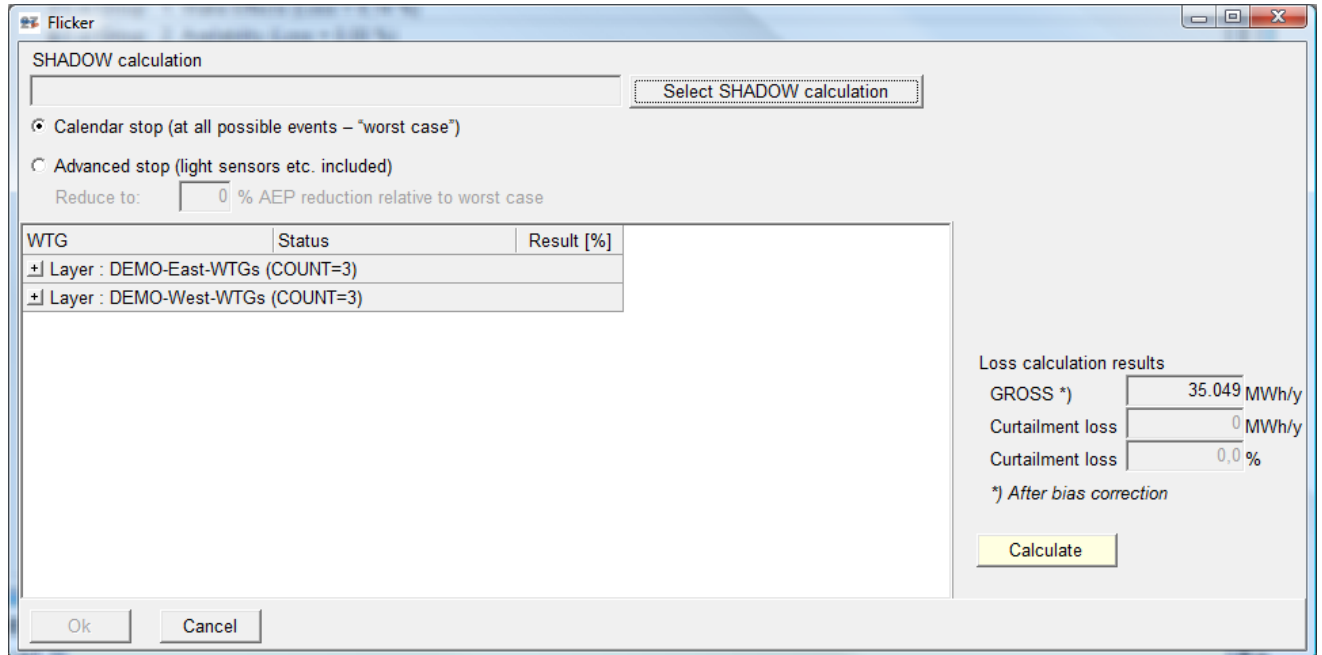 Flicker
SHADOW calculation
Select SHADOW calculation
Calendar stop (at all possible events – “worst case”)
Advanced stop (light sensors etc. included)
Reduce to: 0 % AEP reduction relative to worst case
WTG Status Result [%]
Layer : DEMO-East-WTGs (COUNT=3)
Layer : DEMO-West-WTGs (COUNT=3)
Loss calculation results
GROSS *) 35.049 MWh/y
Curtailment loss 0 MWh/y
Curtailment loss 0,0 %
*) After bias correction
Calculate
Ok Cancel